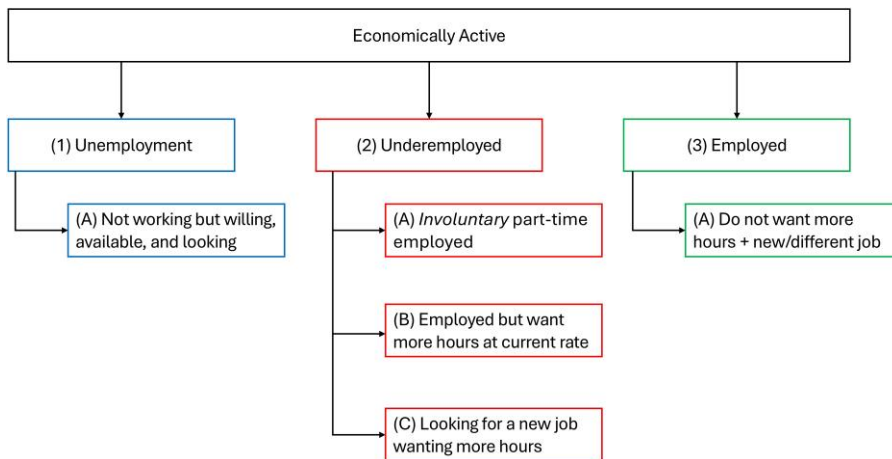 Economically Active
(1) Unemployment
(2) Underemployed
(3) Employed
(A) Not working but willing,
available, and looking
(A) Involuntary part-time
employed
(A) Do not want more
hours + new/different job
(B) Employed but want
more hours at current rate
(C) Looking for a new job
wanting more hours